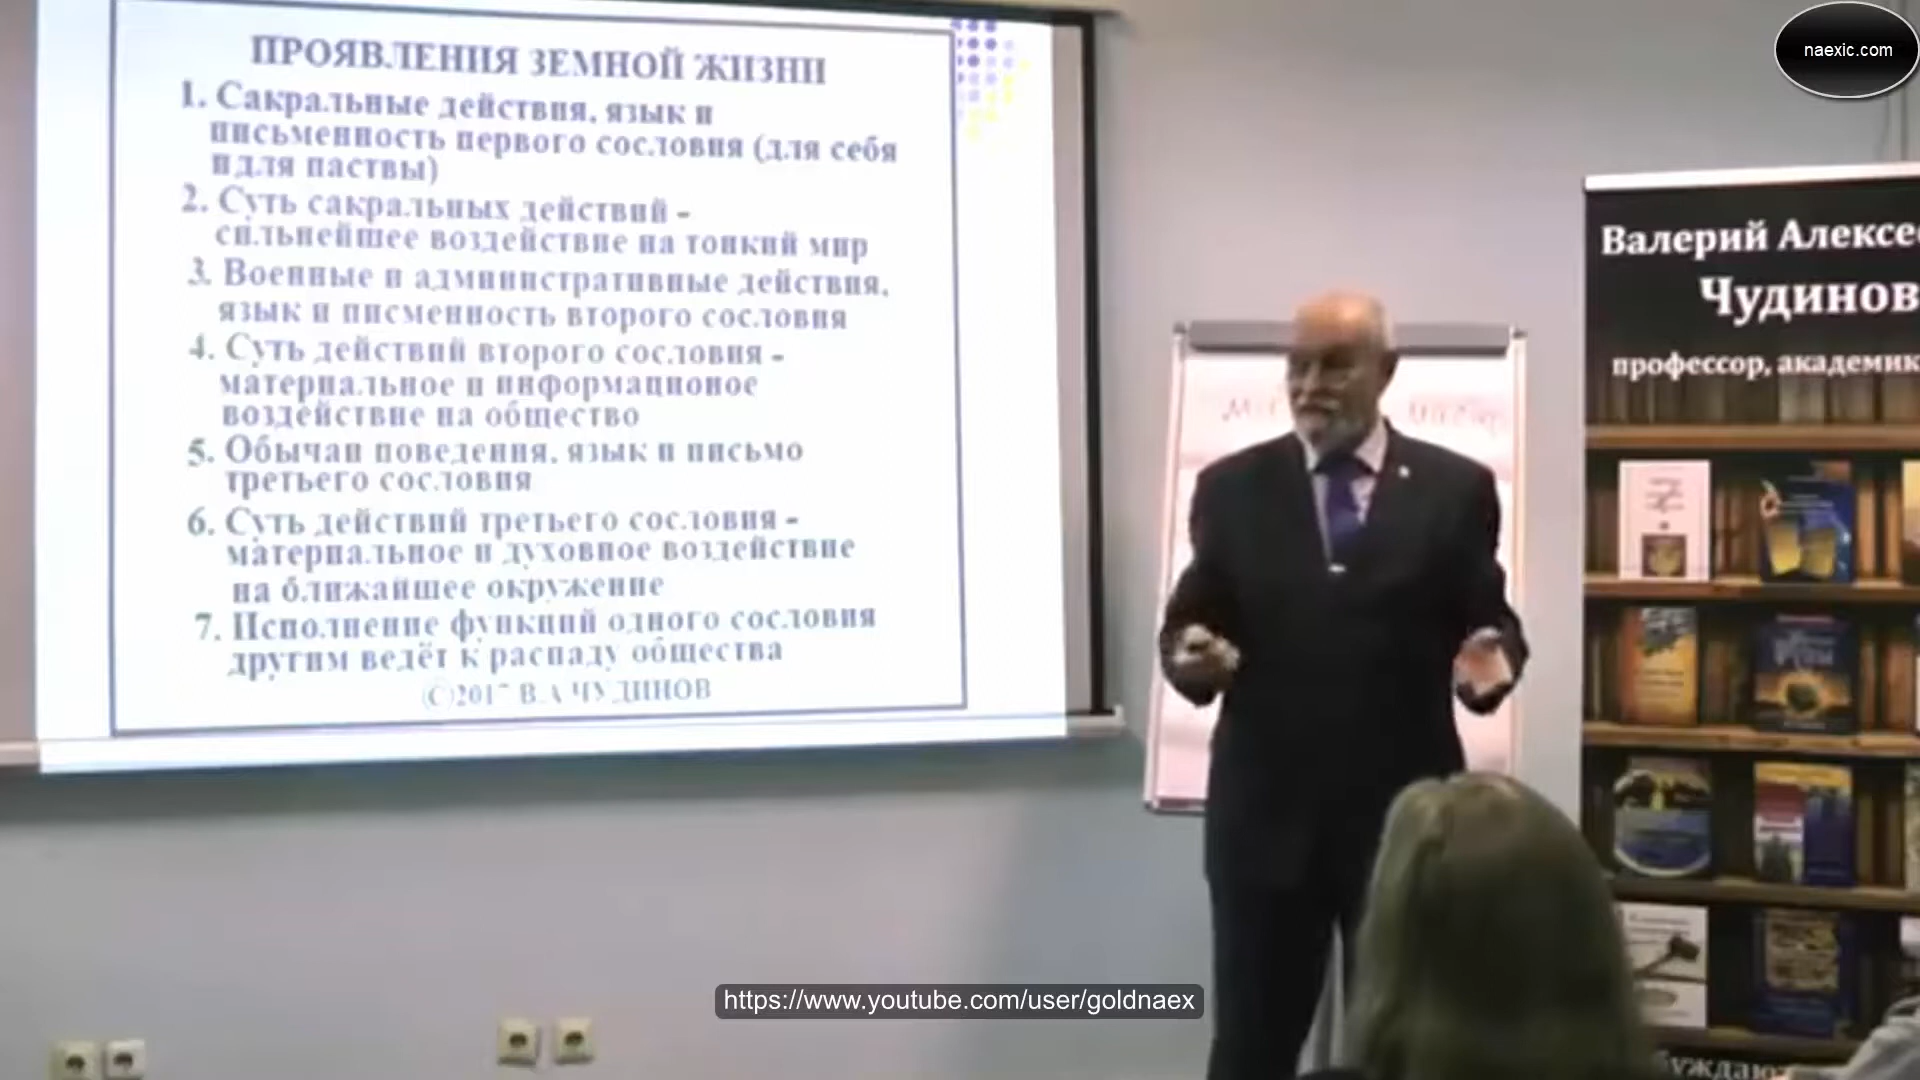 ПРОЯВЛЕНИЯ ЗЕМНОЙ ЖИЗНИ
1. Сакральные действия, язык и
письменность первого сословия (для себя
идля паствы)
2. Суть сакральных действий -
сильнейшее воздействие на тонкий мир
3. Военные и административные действия,
язык и писменность второго сословия
4. Суть действий второго сословия -
материальное и информационое
воздействие на общество
5. Обычаи поведения, язык и письмо
третьего сословия
6. Суть действий третьего сословия -
материальное и духовное воздействие
на ближайшее окружение
7. Исполнение функций одного сословия
другим ведёт к распаду общества
©2017 В.А ЧУДИНОВ
naexic.com
Валерий Алексе
Чудинов
профессор, академик
https://www.youtube.com/user/goldnaex